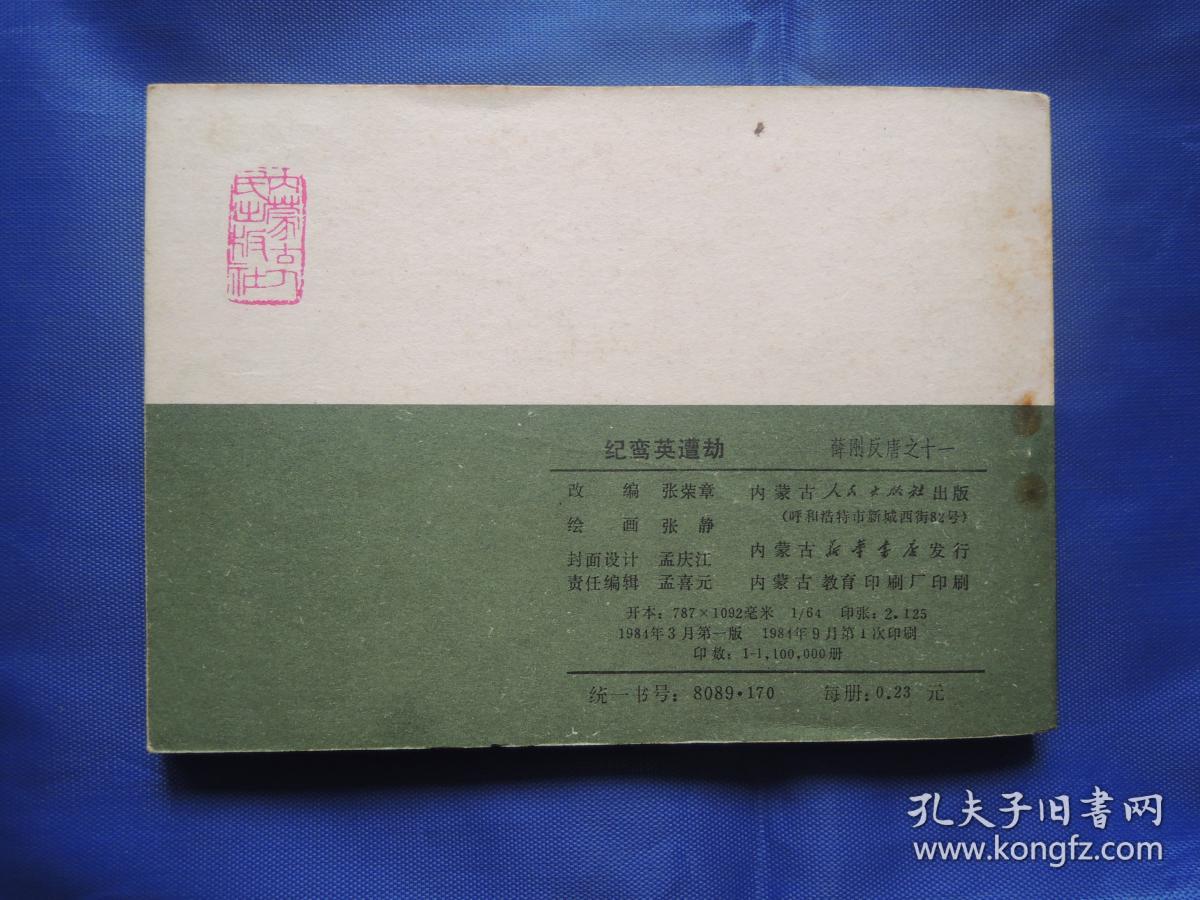 内蒙古人
民出版社
纪鸾英遭劫 薛刚反唐之十一
改编 张荣章 内蒙古人民出版社出版
绘画 张静 (呼和浩特市新城西街82号)
封面设计 孟庆江 内蒙古新华书店发行
责任编辑 孟喜元 内蒙古教育印刷厂印刷
开本：787×1092毫米 1/64 印张：2.125
1984年3月第一版 1984年9月第1次印刷
印数：1-1,100,000册
统一书号：8089·170 每册：0.23 元
孔夫子旧书网
www.kongfz.com